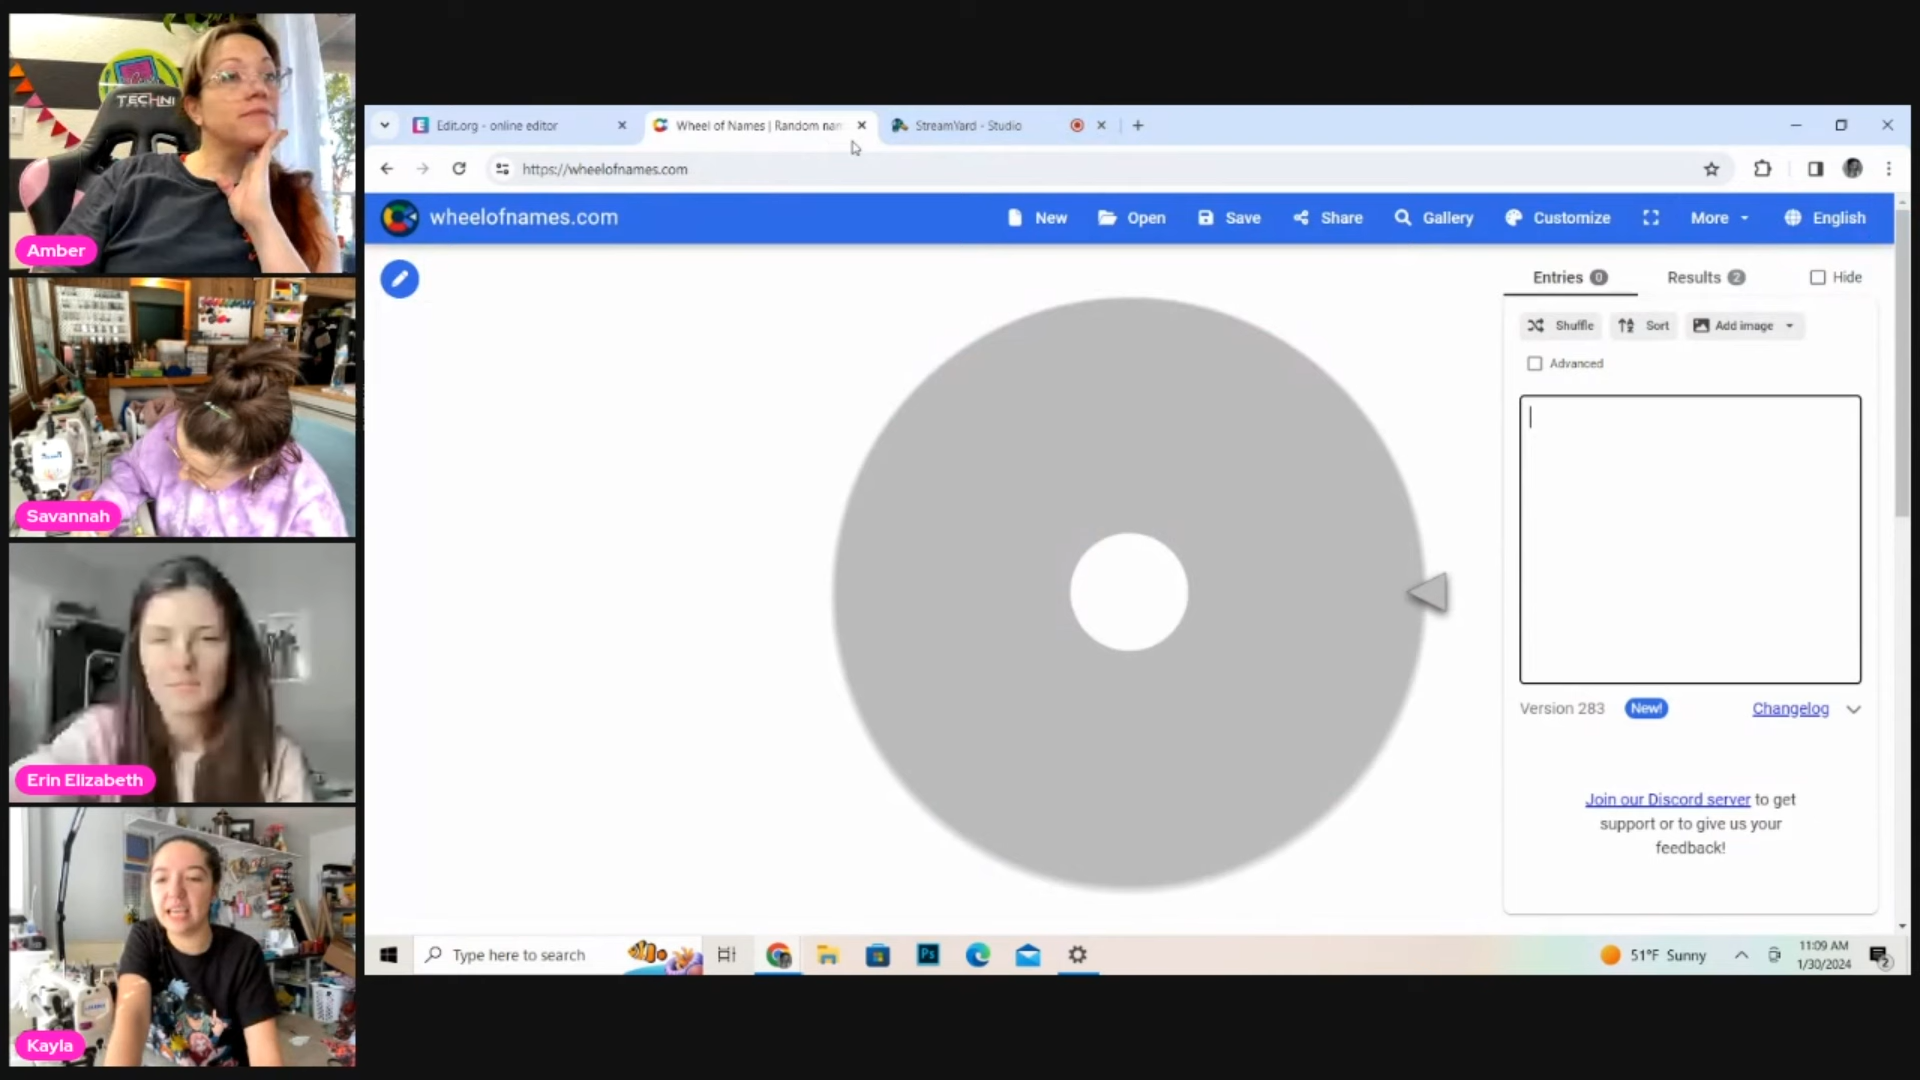 TECHNI
Amber
Savannah
Erin Elizabeth
Kayla
Edit.org - online editor
Wheel of Names | Random nam
StreamYard - Studio
https://wheelofnames.com
wheelofnames.com
New
Open
Save
Share
Gallery
Customize
More
English
Entries 0
Results 2
Hide
Shuffle
Sort
Add image
Advanced
Version 283
New!
Changelog
Join our Discord server to get
support or to give us your
feedback!
Type here to search
Ps
51°F Sunny
11:09 AM
1/30/2024
2